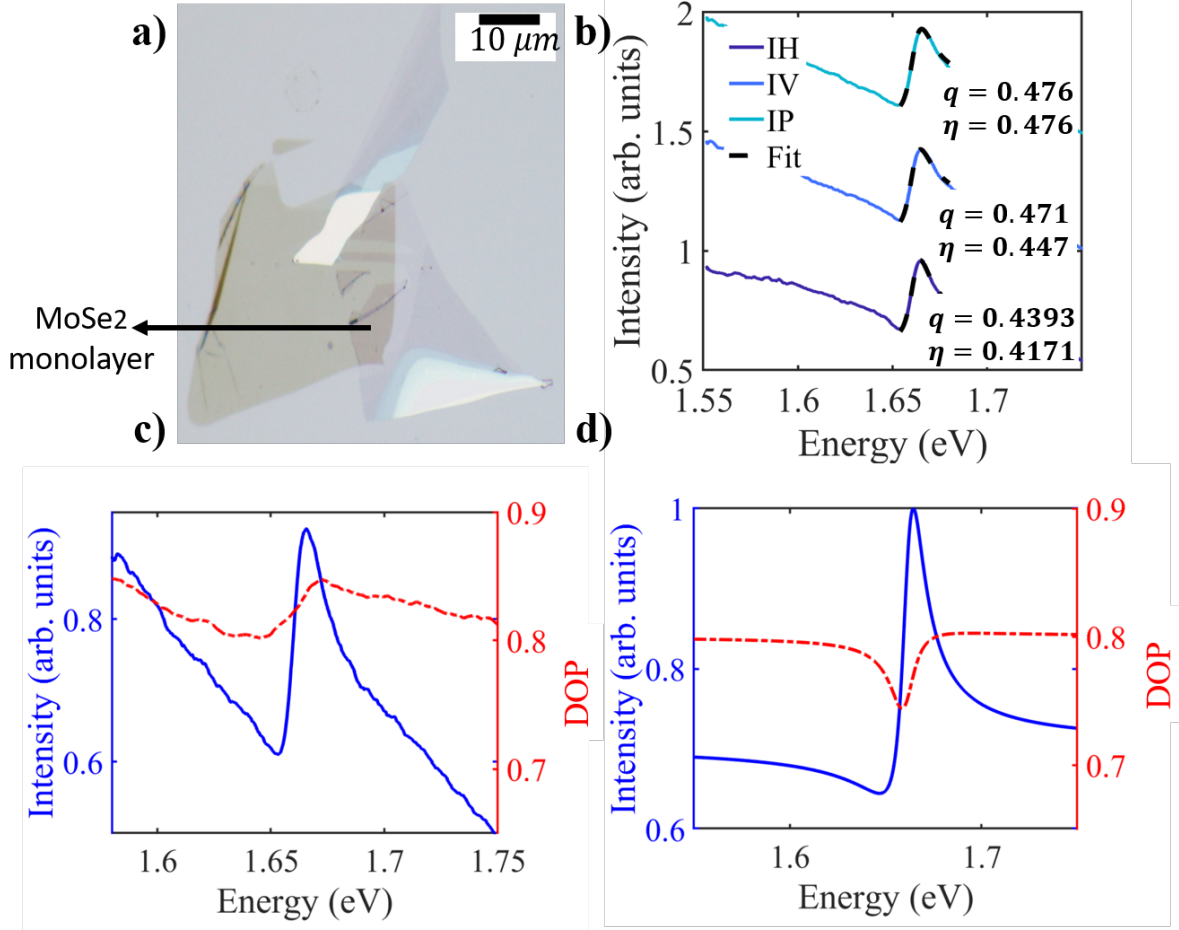 a)
10 μm
MoSe2
monolayer
b)
Intensity (arb. units)
2
1.5
1
0.5
IH
IV
IP
Fit
q = 0.476
η = 0.476
q = 0.471
η = 0.447
q = 0.4393
η = 0.4171
1.55
1.6
1.65
1.7
Energy (eV)
c)
Intensity (arb. units)
0.8
0.6
0.9
0.8
0.7
DOP
1.6
1.65
1.7
1.75
Energy (eV)
d)
Intensity (arb. units)
1
0.8
0.6
0.9
0.8
0.7
DOP
1.6
1.7
Energy (eV)